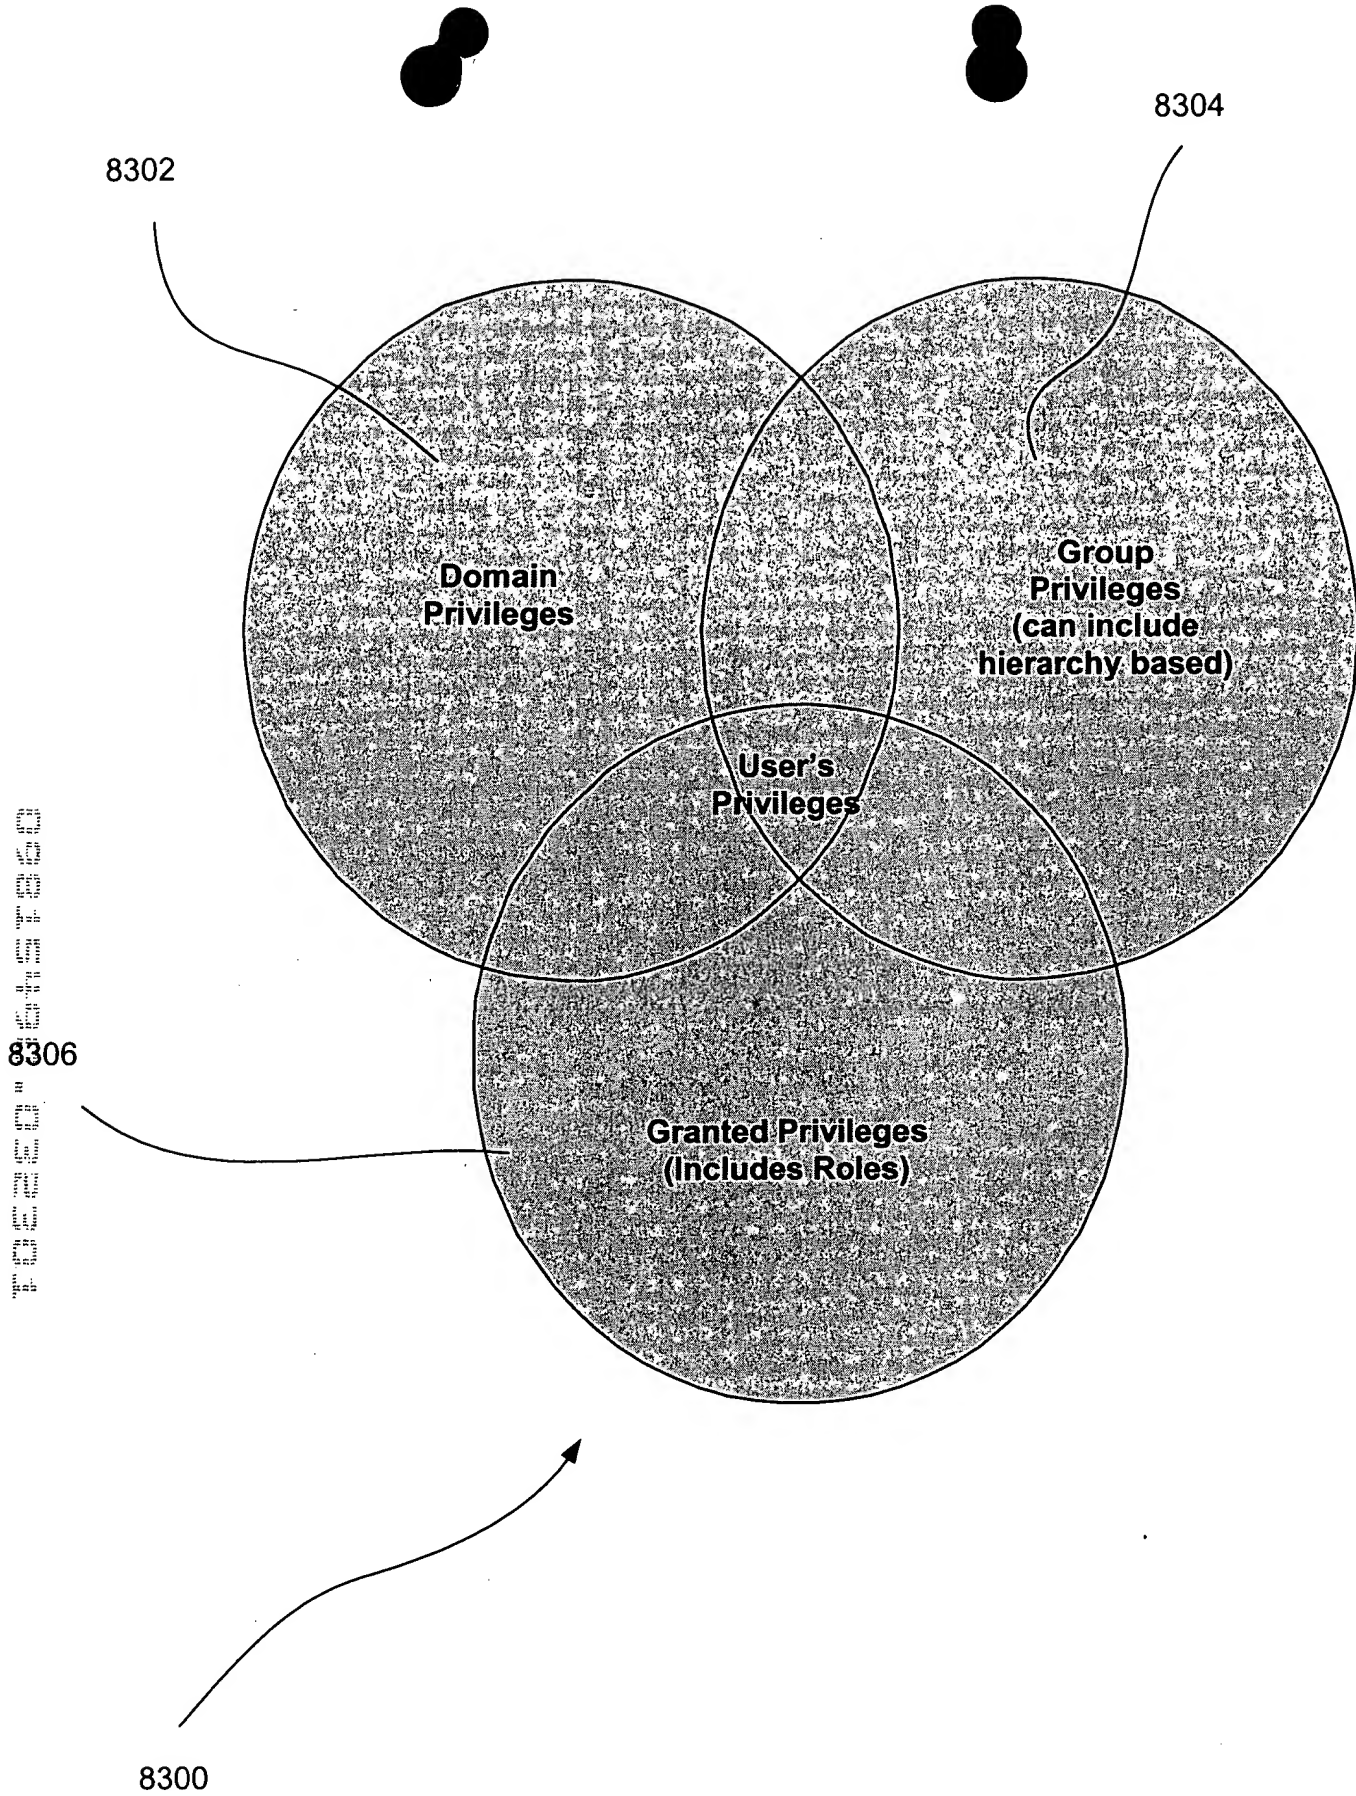 8304
8302
Domain
Privileges
Group
Privileges
(can include
hierarchy based)
User's
Privileges
8306
Granted Privileges
(Includes Roles)
8300